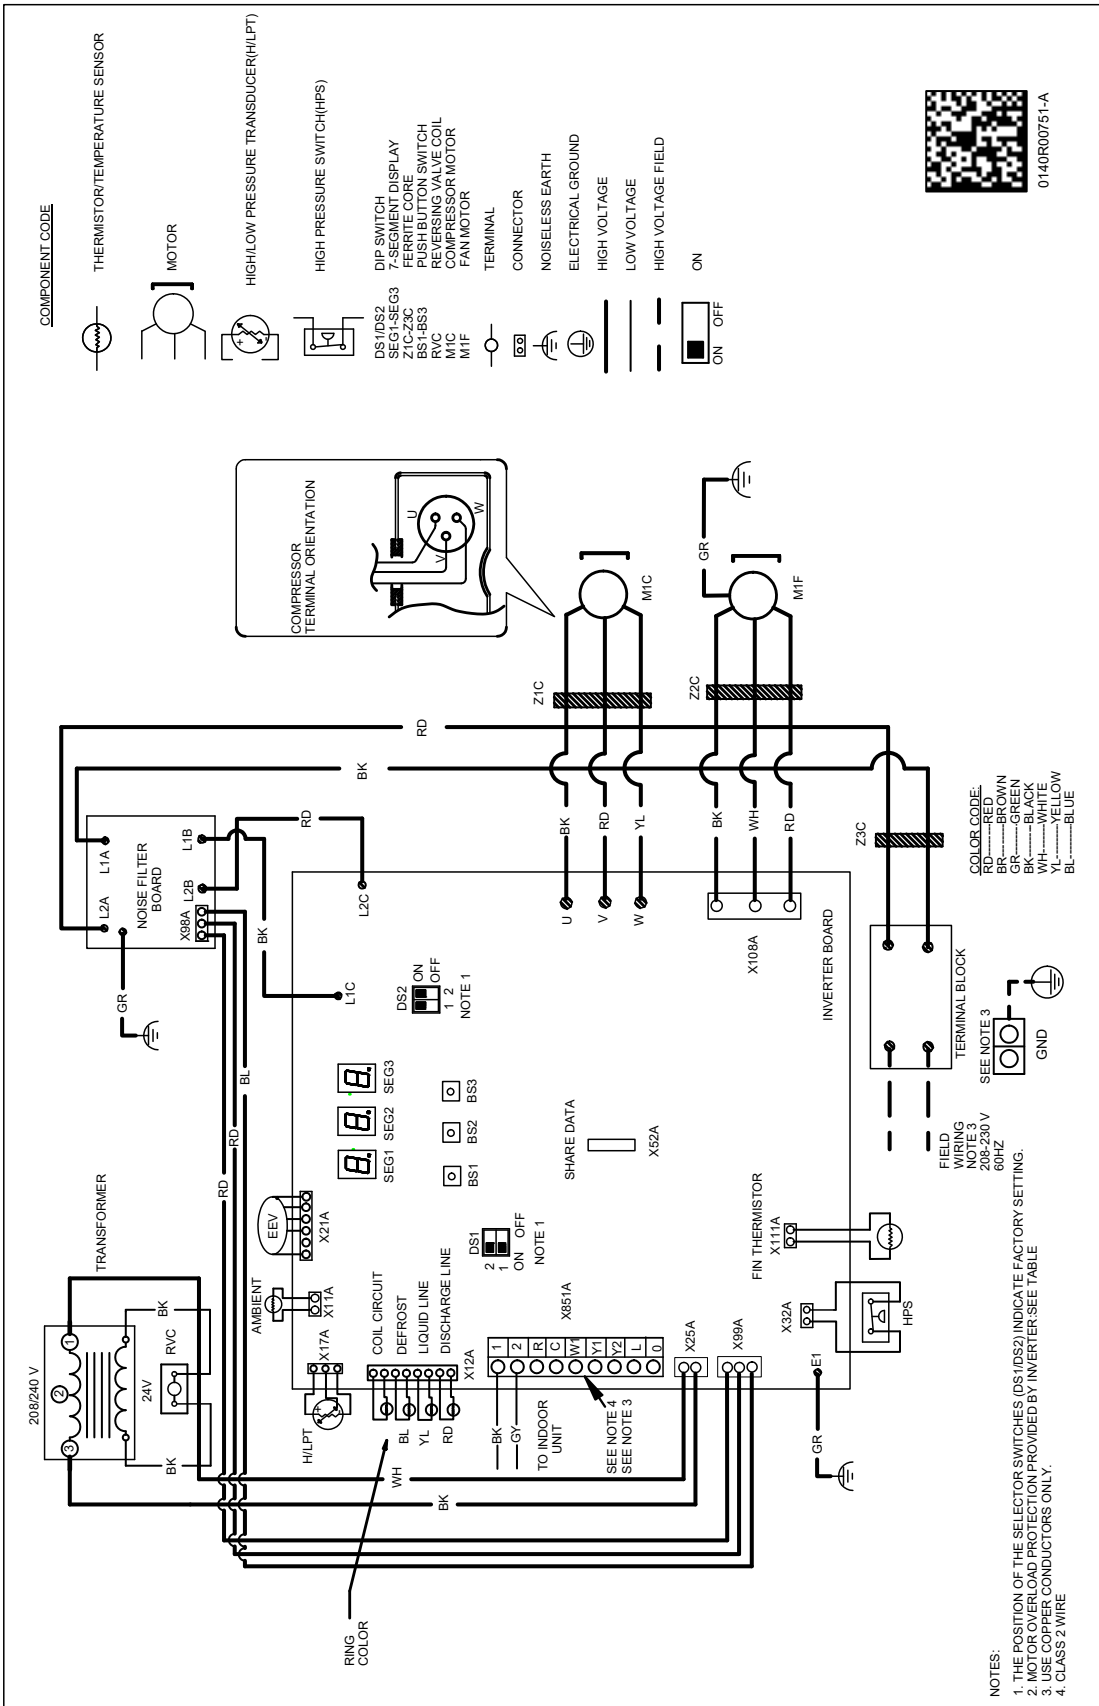 COMPONENT CODE
THERMISTOR/TEMPERATURE SENSOR
MOTOR
HIGH/LOW PRESSURE TRANSDUCER(H/LPT)
HIGH PRESSURE SWITCH(HPS)
DS1/DS2 DIP SWITCH
SEG1-SEG3 7-SEGMENT DISPLAY
Z1C-Z3C FERRITE CORE
BS1-BS3 PUSH BUTTON SWITCH
RVC REVERSING VALVE COIL
M1C COMPRESSOR MOTOR
M1F FAN MOTOR
TERMINAL
CONNECTOR
NOISELESS EARTH
ELECTRICAL GROUND
HIGH VOLTAGE
LOW VOLTAGE
HIGH VOLTAGE FIELD
ON
ON OFF
0140R00751-A
COMPRESSOR
TERMINAL ORIENTATION
U
V
W
M1C
M1F
GR
Z1C
Z2C
RD
BK
BK
RD
YL
BK
WH
RD
Z3C
L1A
L2A
NOISE FILTER
BOARD
L1B
L2B
X98A
GR
RD
BK
L2C
L1C
U
V
W
X108A
INVERTER BOARD
DS2
ON
OFF
1 2
NOTE 1
SEG1 SEG2 SEG3
BS1 BS2 BS3
SHARE DATA
X52A
DS1
2
1
ON OFF
NOTE 1
RD
RD
BL
TRANSFORMER
208/240 V
1
2
3
24V
RVC
BK
BK
EEV
X21A
AMBIENT
X11A
X17A
H/LPT
COIL CIRCUIT
DEFROST
LIQUID LINE
DISCHARGE LINE
X12A
BL
YL
RD
RING
COLOR
WH
BK
X851A
1
2
R
C
W1
Y1
Y2
L
0
BK
GY
TO INDOOR
UNIT
SEE NOTE 4
SEE NOTE 3
X25A
X99A
E1
GR
X32A
HPS
FIN THERMISTOR
X111A
TERMINAL BLOCK
FIELD
WIRING
NOTE 3
208-230 V
60HZ
SEE NOTE 3
GND
COLOR CODE:
RD-------RED
BR-------BROWN
GR-------GREEN
BK-------BLACK
WH-------WHITE
YL--------YELLOW
BL--------BLUE
NOTES:
1. THE POSITION OF THE SELECTOR SWITCHES (DS1/DS2) INDICATE FACTORY SETTING.
2. MOTOR OVERLOAD PROTECTION PROVIDED BY INVERTER:SEE TABLE
3. USE COPPER CONDUCTORS ONLY.
4. CLASS 2 WIRE